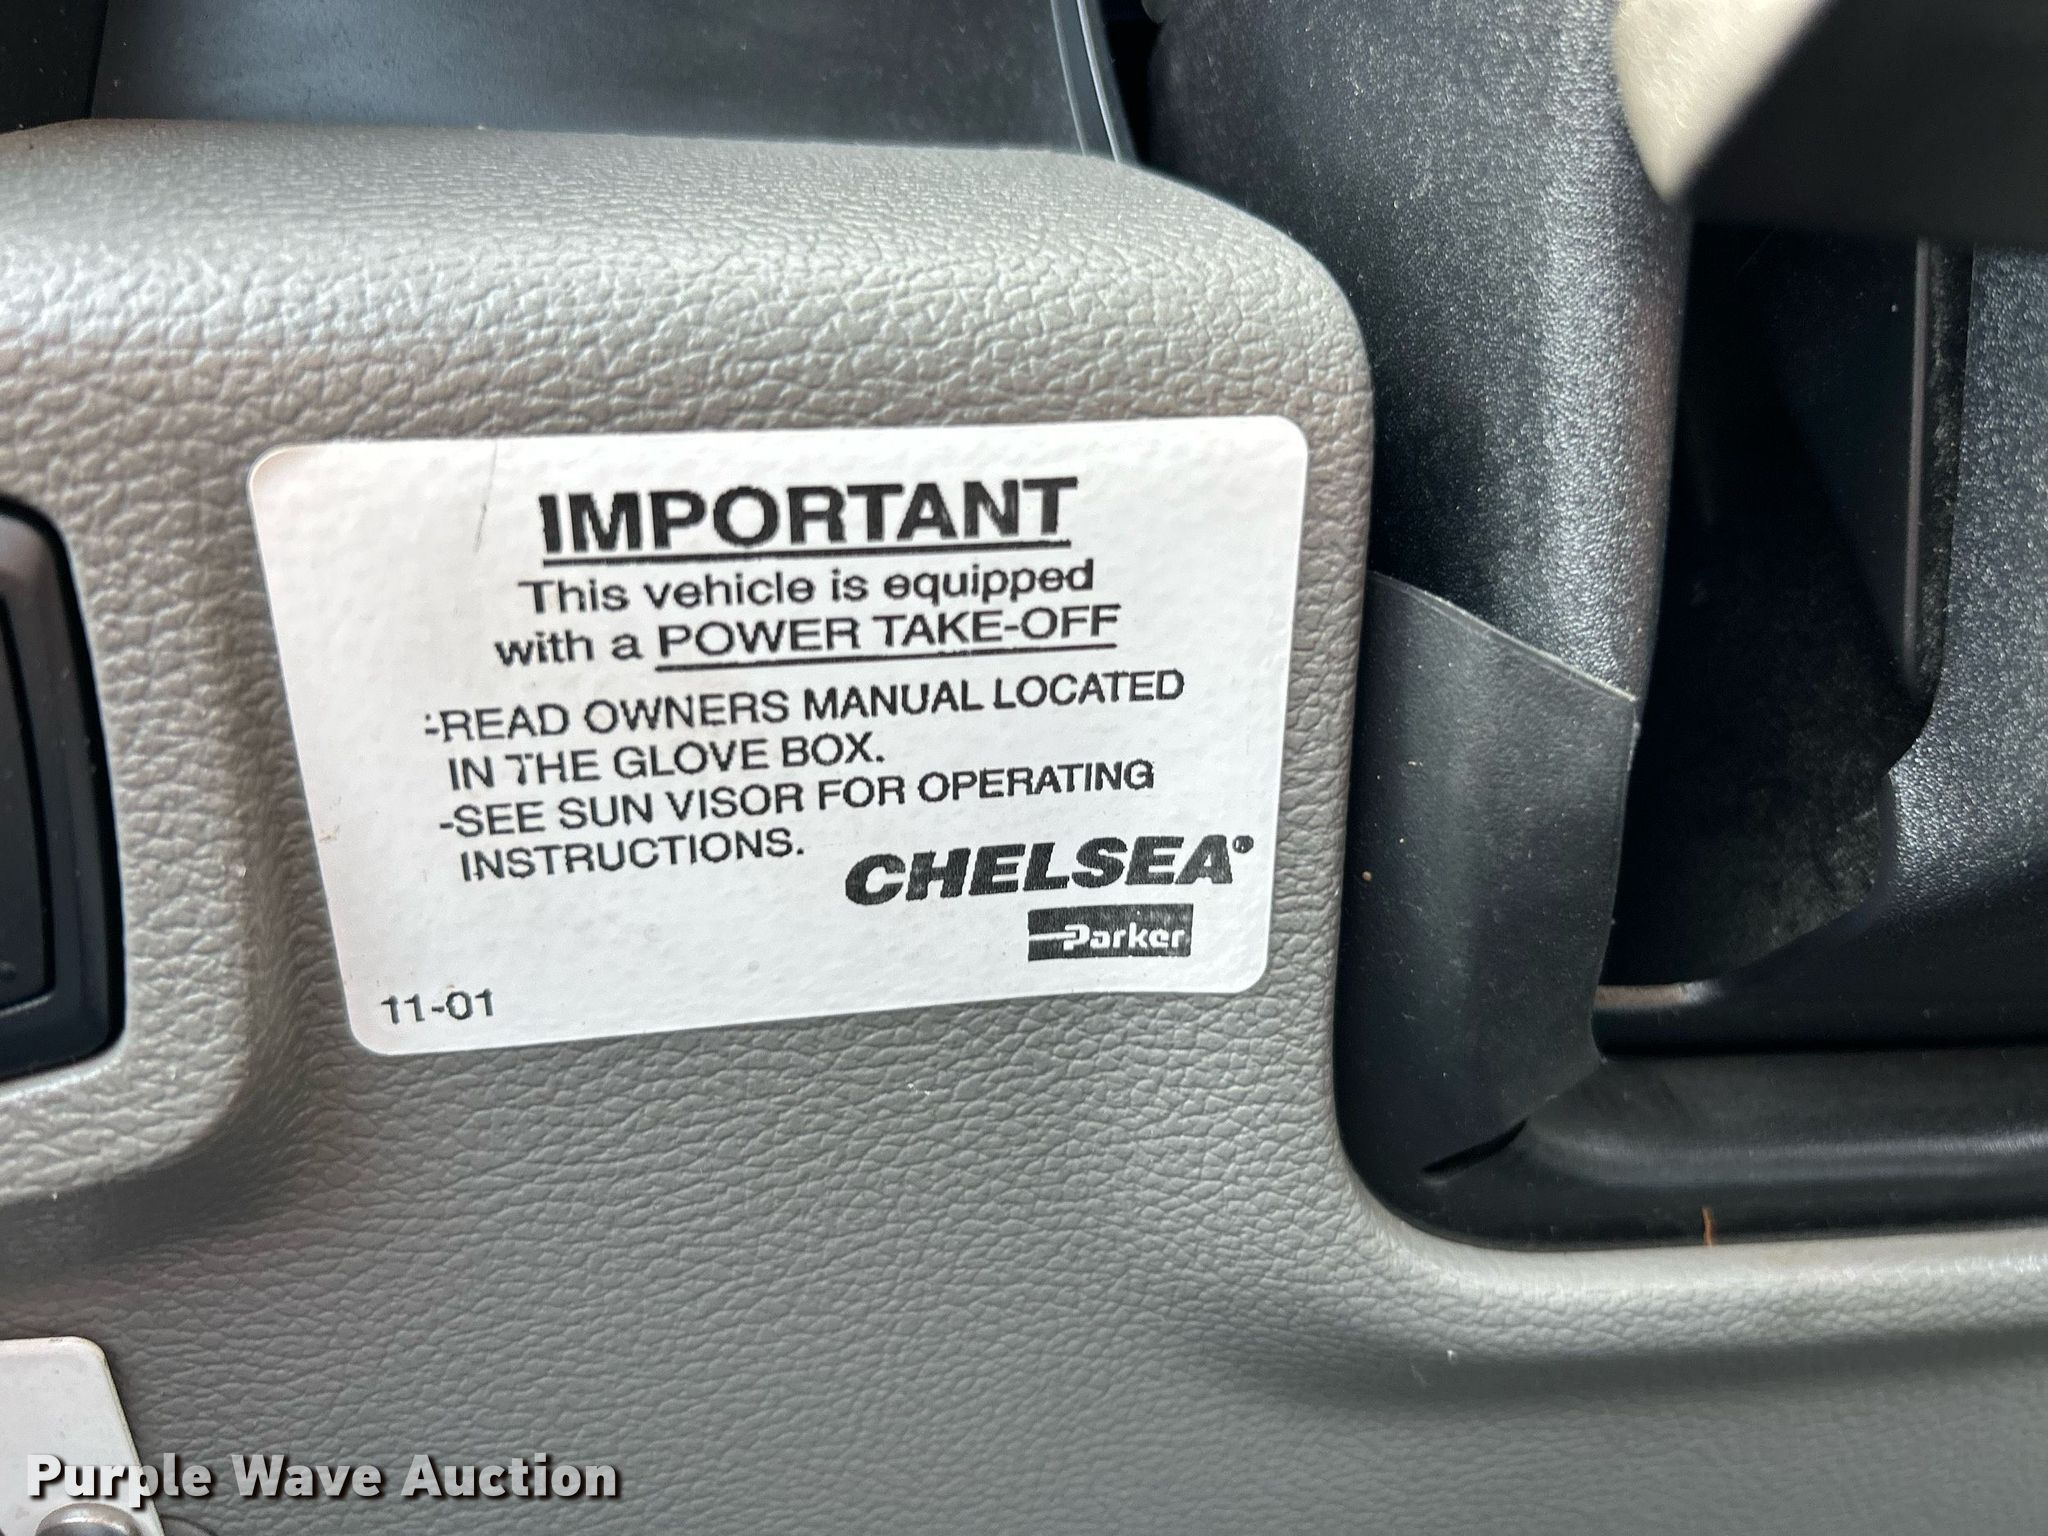 IMPORTANT
This vehicle is equipped
with a POWER TAKE-OFF
-READ OWNERS MANUAL LOCATED
IN THE GLOVE BOX.
-SEE SUN VISOR FOR OPERATING
INSTRUCTIONS.
CHELSEA®
Parker
11-01
Purple Wave Auction